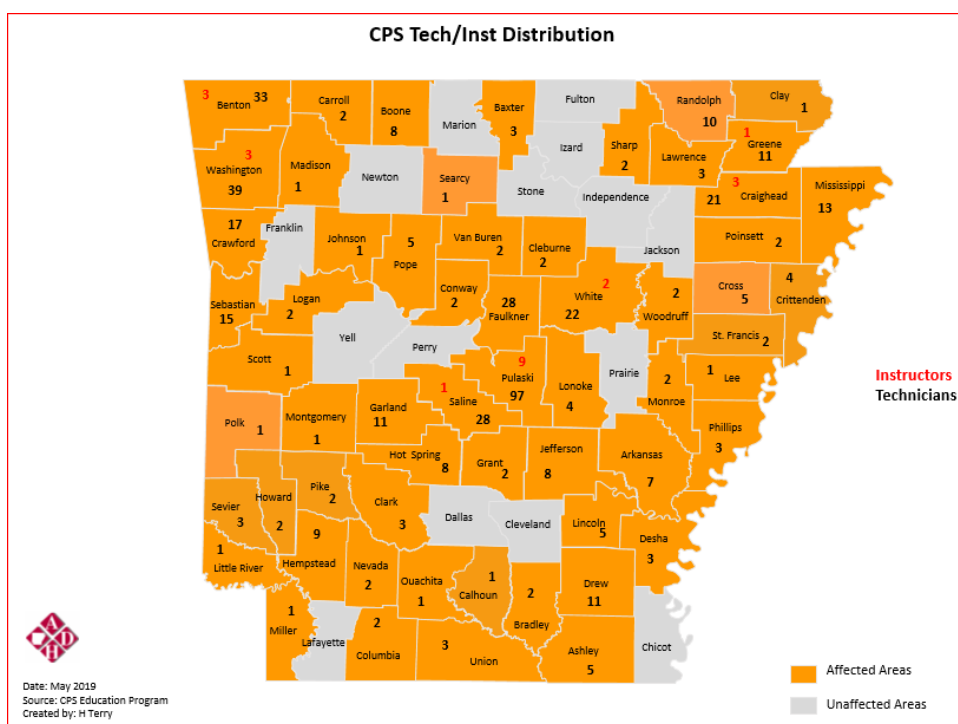 CPS Tech/Inst Distribution
3
Benton 33
Carroll
2
Boone
8
Marion
Baxter
3
Fulton
Izard
Sharp
2
Randolph
10
Clay
1
1
Greene
11
Lawrence
3
3
Washington
39
Madison
1
Newton
Searcy
1
Stone
Independence
Jackson
3
21 Craighead
Mississippi
13
Poinsett 2
17
Crawford
Franklin
Johnson
1
5
Pope
Van Buren
2
Cleburne
2
2
White
22
2
Woodruff
Cross
5
4
Crittenden
St. Francis
2
Sebastian
15
Logan
2
Conway
2
28
Faulkner
Yell
Perry
Scott
1
9
Pulaski
97
1
Saline
28
Lonoke
4
Prairie
2
Monroe
1
Lee
Phillips
3
Instructors
Technicians
Polk 1
Montgomery
1
Garland
11
Hot Spring
8
Grant
2
Jefferson
8
Arkansas
7
Sevier
3
Howard
2
Pike
2
Clark
3
Dallas
Cleveland
Lincoln
5
Desha
3
1
Little River
9
Hempstead
Nevada
2
Ouachita
1
1
Calhoun
2
Bradley
Drew
11
1
Miller
Lafayette
2
Columbia
3
Union
Ashley
5
Chicot
A
D
H
Date: May 2019
Source: CPS Education Program
Created by: H Terry
Affected Areas
Unaffected Areas